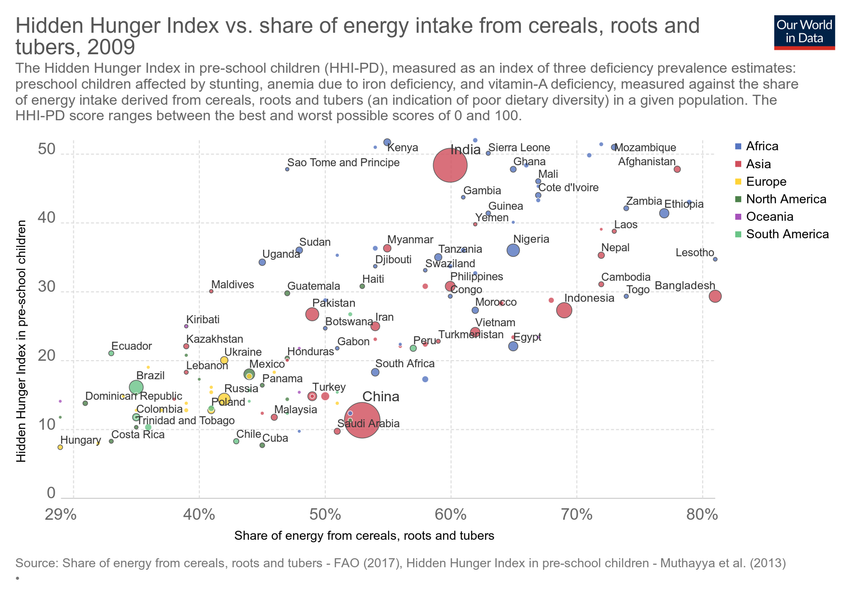 Hidden Hunger Index vs. share of energy intake from cereals, roots and
tubers, 2009
Our World
in Data
The Hidden Hunger Index in pre-school children (HHI-PD), measured as an index of three deficiency prevalence estimates:
preschool children affected by stunting, anemia due to iron deficiency, and vitamin-A deficiency, measured against the share
of energy intake derived from cereals, roots and tubers (an indication of poor dietary diversity) in a given population. The
HHI-PD score ranges between the best and worst possible scores of 0 and 100.
Hidden Hunger Index in pre-school children
50
40
30
20
10
0
Kenya
India
Sierra Leone
Mozambique
Sao Tome and Principe
Ghana
Afghanistan
Mali
Gambia
Cote d'Ivoire
Guinea
Zambia
Ethiopia
Yemen
Laos
Sudan
Myanmar
Nigeria
Uganda
Tanzania
Nepal
Lesotho
Djibouti
Swaziland
Maldives
Guatemala
Haiti
Philippines
Congo
Cambodia
Togo
Bangladesh
Pakistan
Morocco
Indonesia
Kiribati
Botswana
Iran
Vietnam
Kazakhstan
Turkmenistan
Egypt
Ecuador
Ukraine
Honduras
Gabon
Peru
Lebanon
Mexico
South Africa
Brazil
Panama
Russia
Turkey
China
Dominican Republic
Poland
Colombia
Malaysia
Trinidad and Tobago
Saudi Arabia
Hungary
Costa Rica
Chile
Cuba
29%
40%
50%
60%
70%
80%
Share of energy from cereals, roots and tubers
Africa
Asia
Europe
North America
Oceania
South America
Source: Share of energy from cereals, roots and tubers - FAO (2017), Hidden Hunger Index in pre-school children - Muthayya et al. (2013)
•